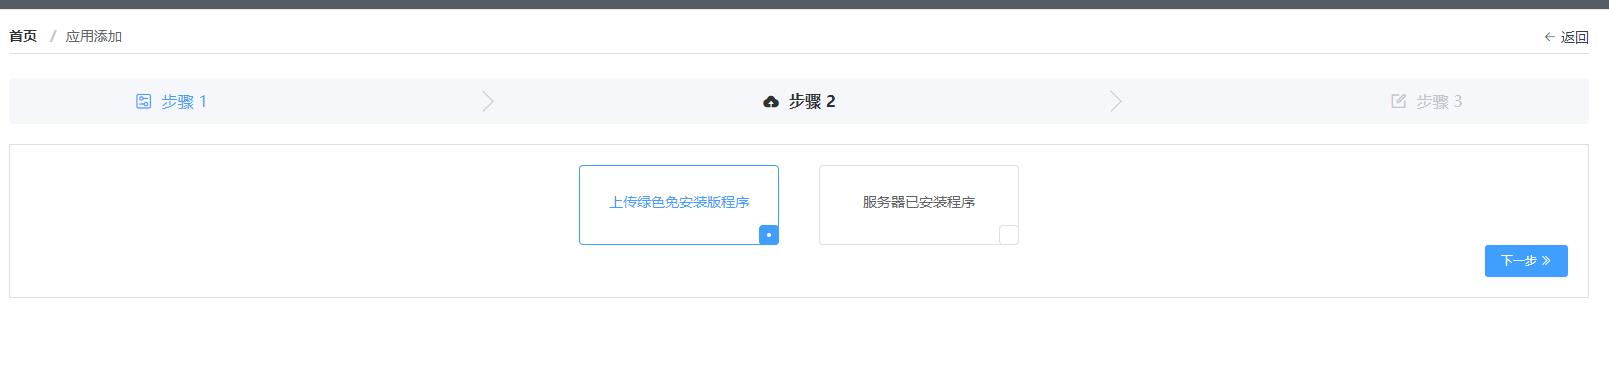 首页 / 应用添加
返回
步骤 1
步骤 2
步骤 3
上传绿色免安装版程序
服务器已安装程序
下一步